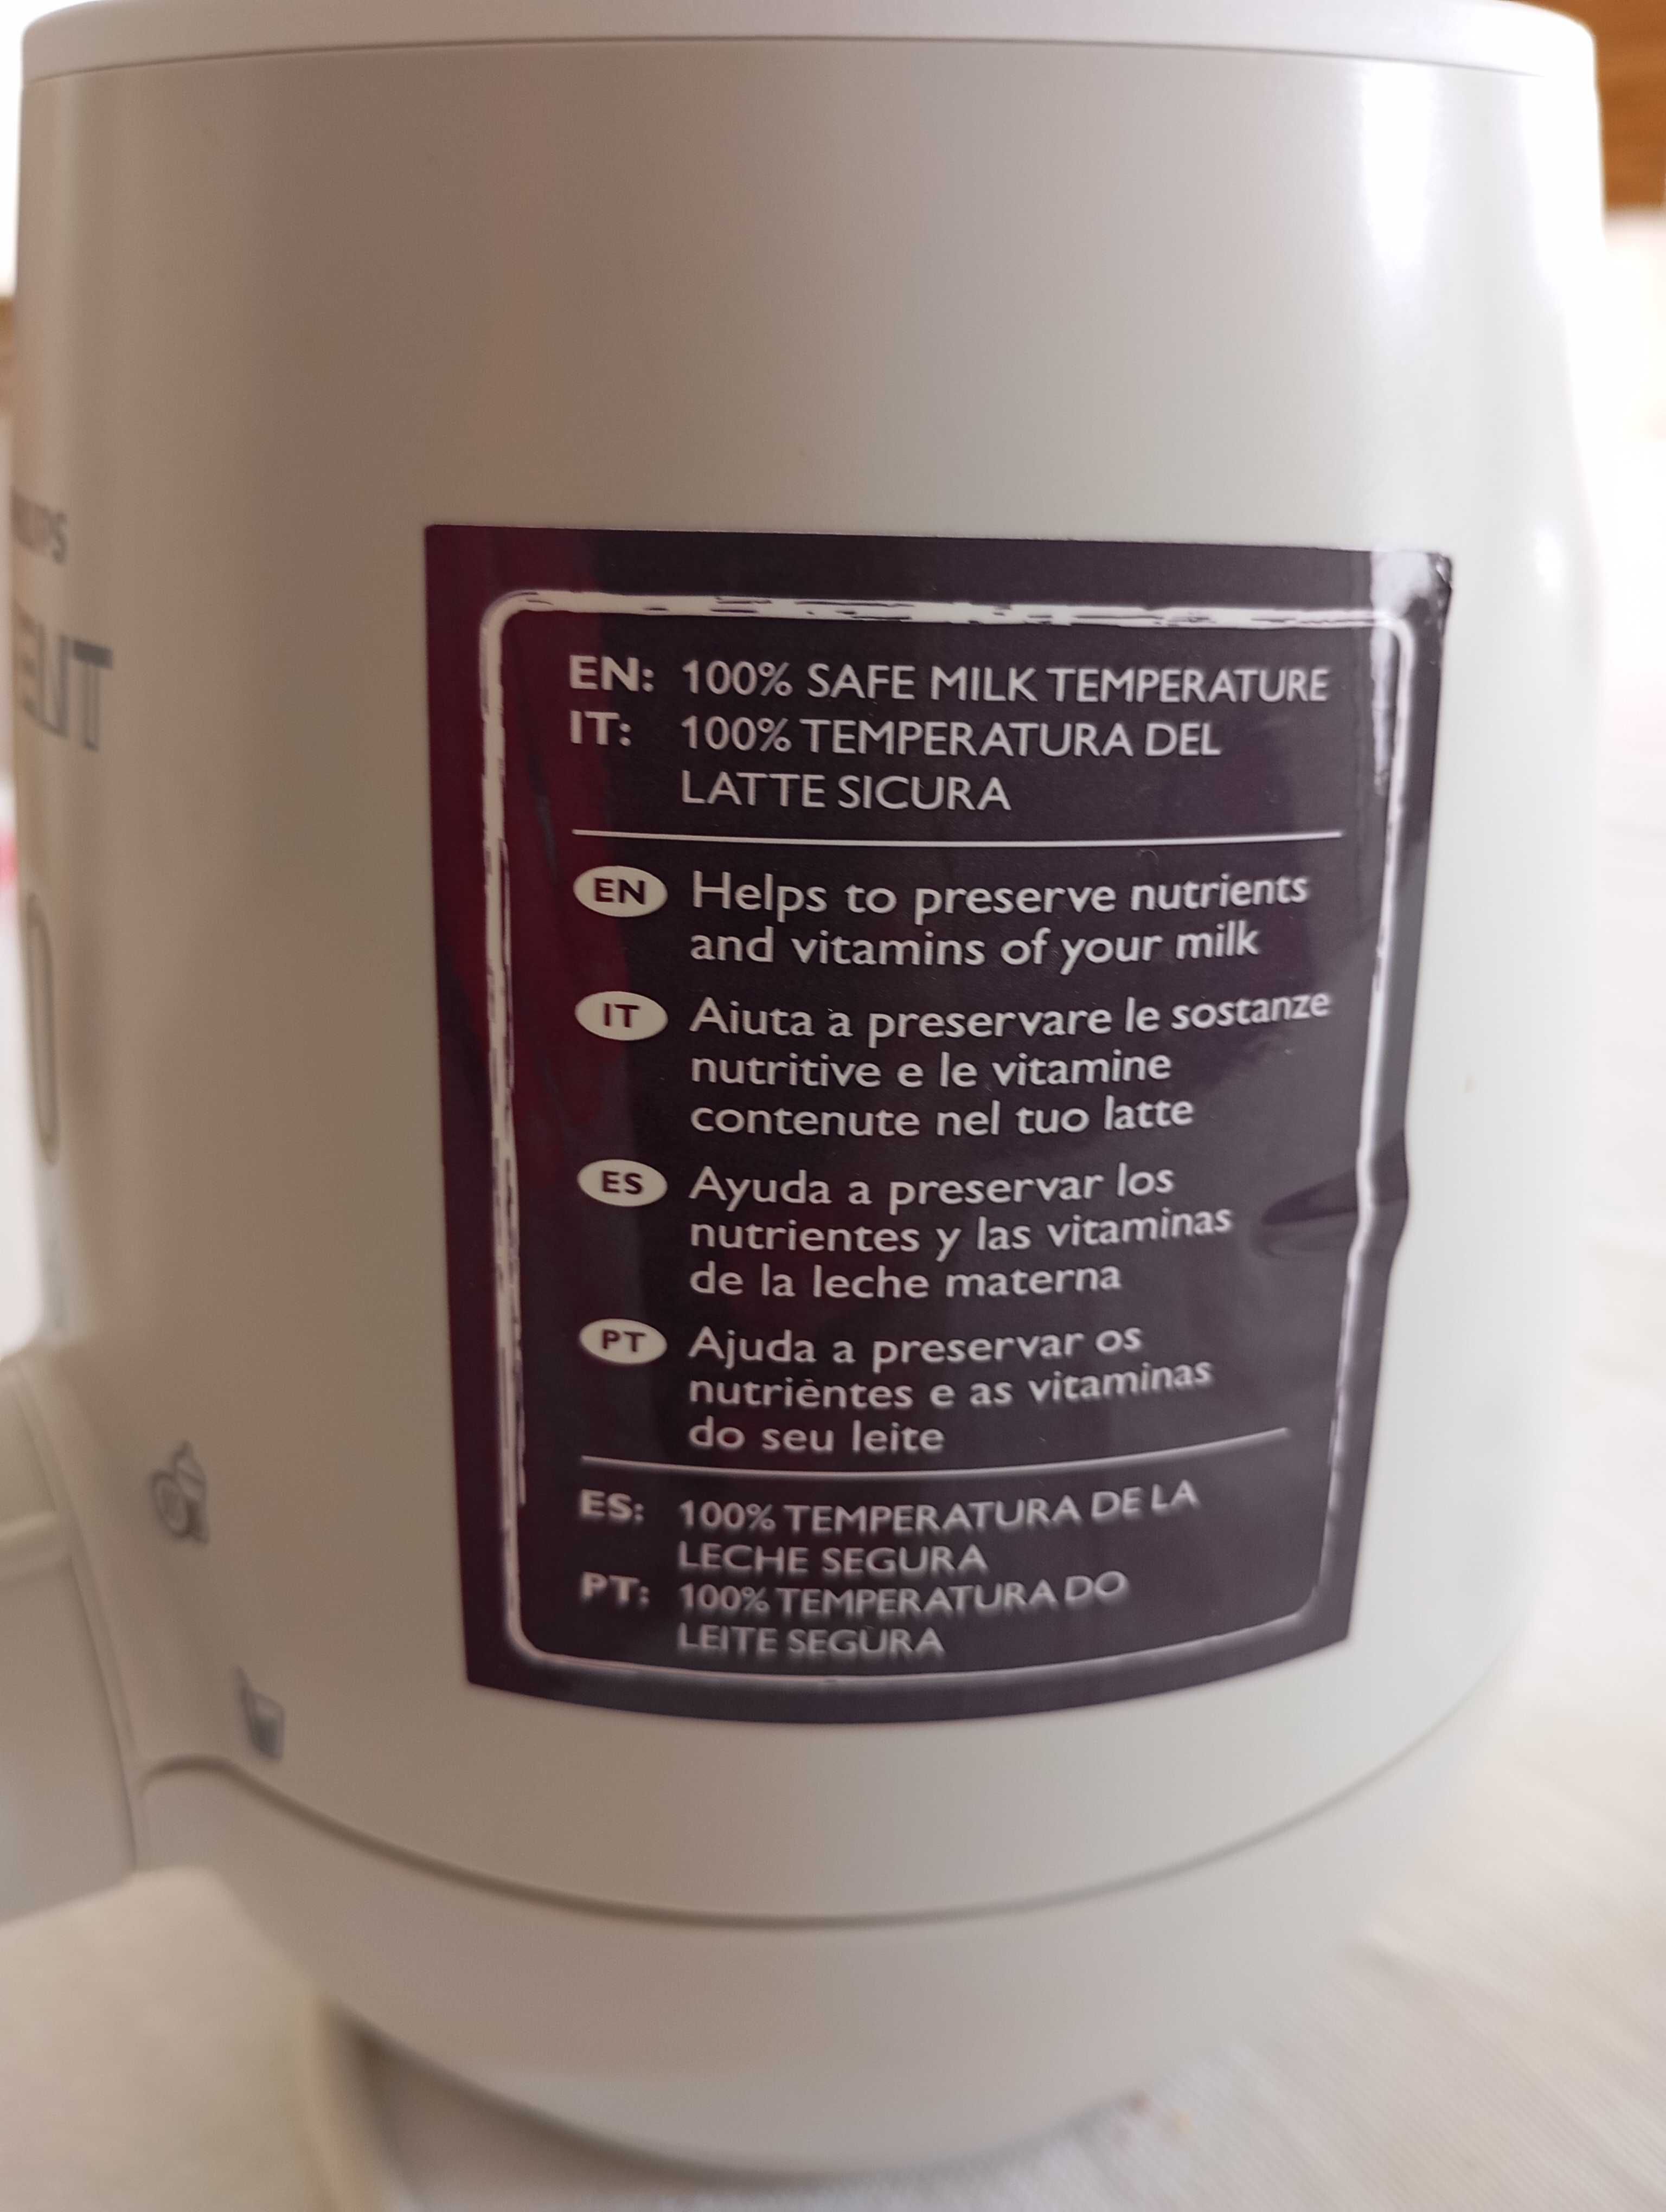 EN: 100% SAFE MILK TEMPERATURE
IT: 100% TEMPERATURA DEL
LATTE SICURA
EN Helps to preserve nutrients
and vitamins of your milk
IT Aiuta a preservare le sostanze
nutritive e le vitamine
contenute nel tuo latte
ES Ayuda a preservar los
nutrientes y las vitaminas
de la leche materna
PT Ajuda a preservar os
nutriëntes e as vitaminas
do seu leite
ES: 100% TEMPERATURA DE LA
LECHE SEGURA
PT: 100% TEMPERATURA DO
LEITE SEGURA